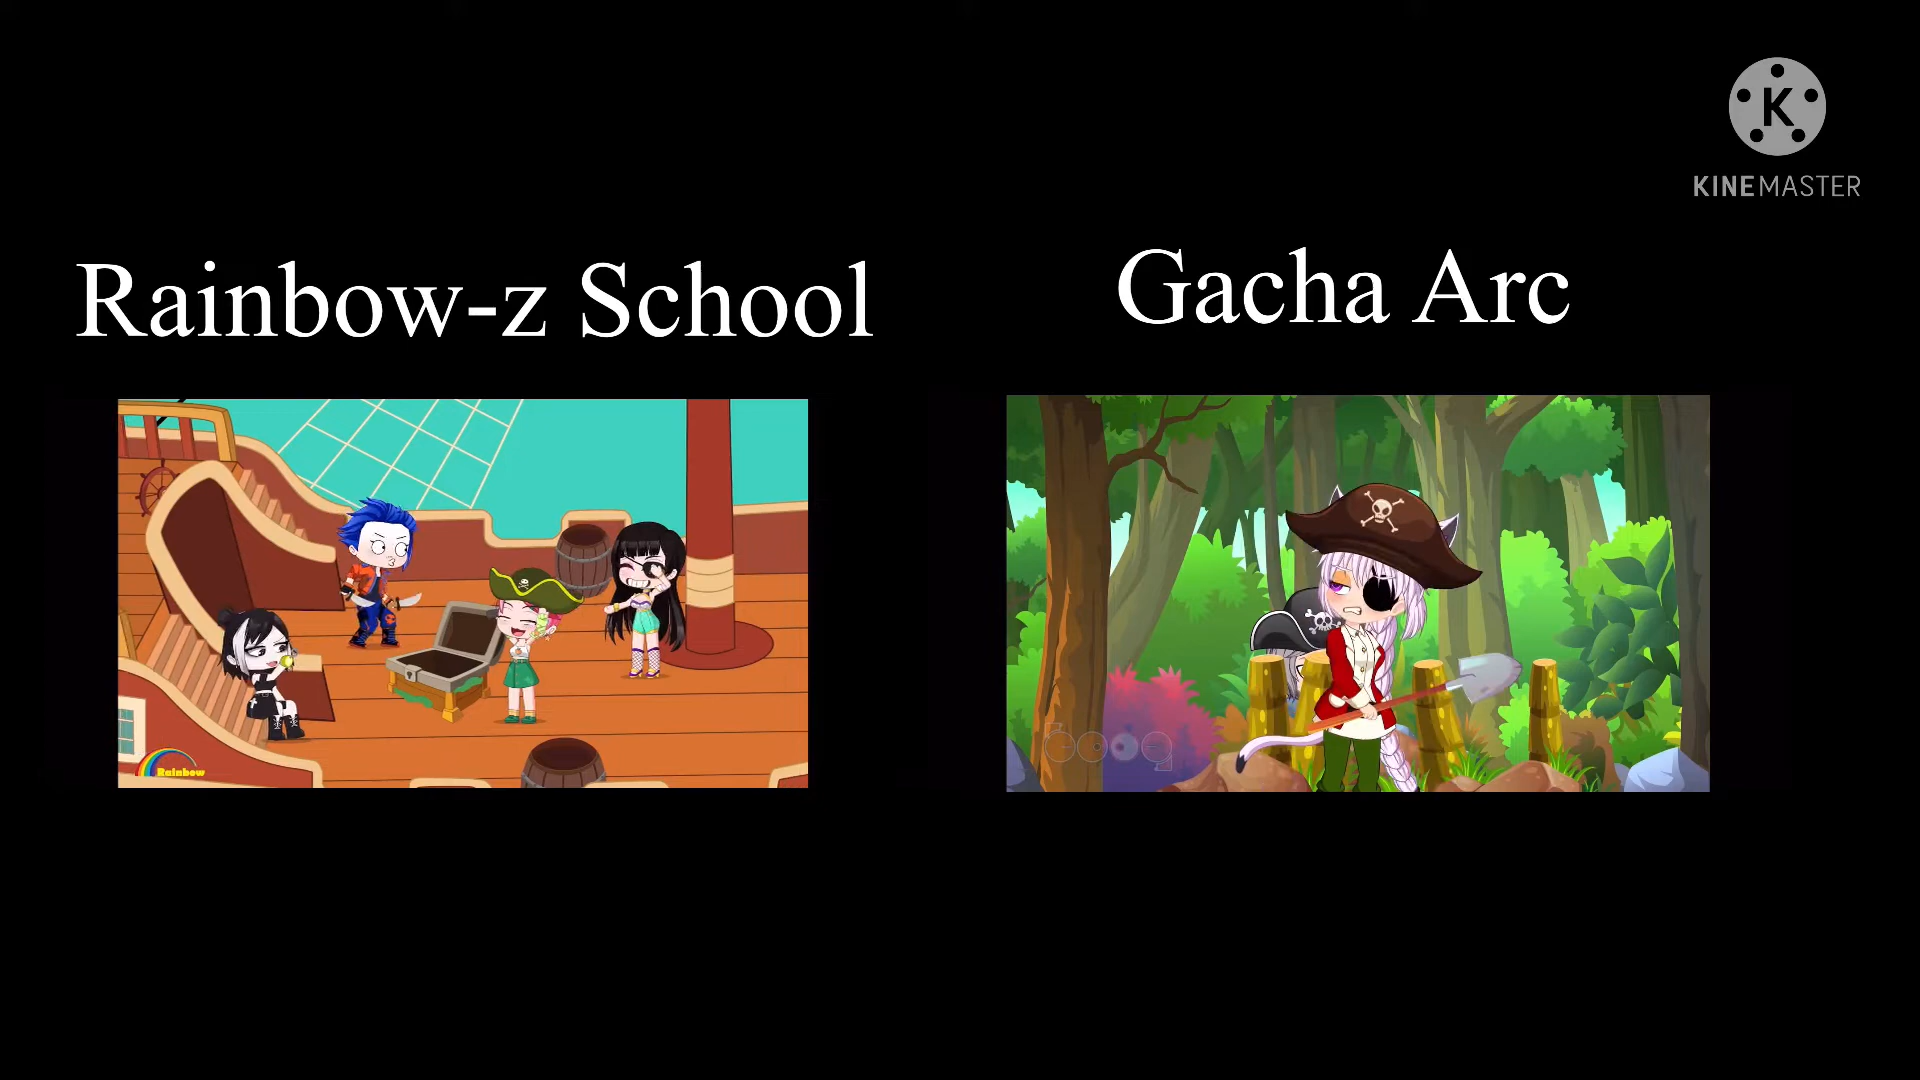 K
KINEMASTER
Rainbow-z School
Gacha Arc
Rainbow